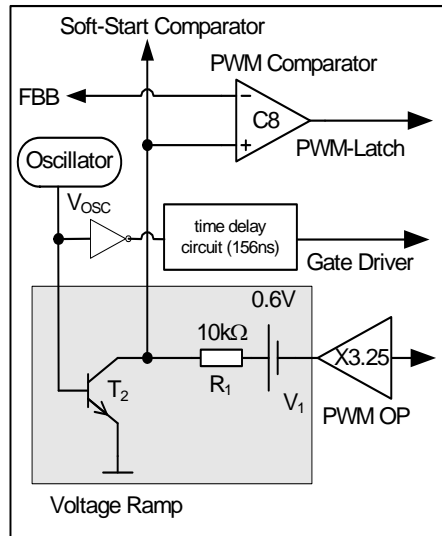 Soft-Start Comparator
PWM Comparator
FBB
C8
Oscillator
PWM-Latch
VOSC
time delay
circuit (156ns)
Gate Driver
0.6V
10kΩ
X3.25
T2
R1
V1
PWM OP
Voltage Ramp